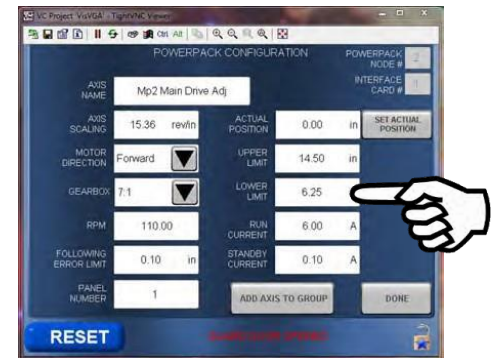 VC Project 'VisVGA' - TightVNC Viewer
Ctrl Alt
POWERPACK CONFIGURATION
POWERPACK
NODE # 2
INTERFACE
CARD # 1
AXIS
NAME
Mp2 Main Drive Adj
AXIS
SCALING
15.36 rev/in
ACTUAL
POSITION
0.00 in
SET ACTUAL
POSITION
MOTOR
DIRECTION
Forward
UPPER
LIMIT
14.50 in
GEARBOX
7:1
LOWER
LIMIT
6.25
RPM
110.00
RUN
CURRENT
6.00 A
FOLLOWING
ERROR LIMIT
0.10 in
STANDBY
CURRENT
0.10 A
PANEL
NUMBER
1
ADD AXIS TO GROUP
DONE
RESET